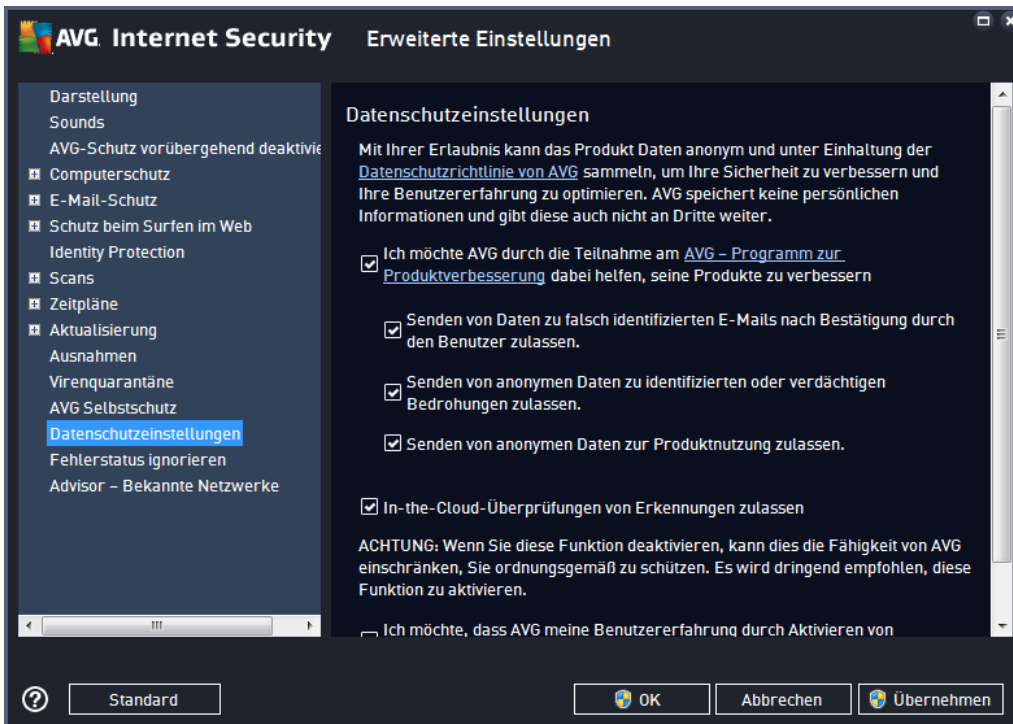 AVG. Internet Security
Erweiterte Einstellungen
Darstellung
Sounds
AVG-Schutz vorübergehend deaktivie
Computerschutz
E-Mail-Schutz
Schutz beim Surfen im Web
Identity Protection
Scans
Zeitpläne
Aktualisierung
Ausnahmen
Virenquarantäne
AVG Selbstschutz
Datenschutzeinstellungen
Fehlerstatus ignorieren
Advisor – Bekannte Netzwerke
Datenschutzeinstellungen
Mit Ihrer Erlaubnis kann das Produkt Daten anonym und unter Einhaltung der
Datenschutzrichtlinie von AVG sammeln, um Ihre Sicherheit zu verbessern und
Ihre Benutzererfahrung zu optimieren. AVG speichert keine persönlichen
Informationen und gibt diese auch nicht an Dritte weiter.
Ich möchte AVG durch die Teilnahme am AVG – Programm zur
Produktverbesserung dabei helfen, seine Produkte zu verbessern
Senden von Daten zu falsch identifizierten E-Mails nach Bestätigung durch
den Benutzer zulassen.
Senden von anonymen Daten zu identifizierten oder verdächtigen
Bedrohungen zulassen.
Senden von anonymen Daten zur Produktnutzung zulassen.
In-the-Cloud-Überprüfungen von Erkennungen zulassen
ACHTUNG: Wenn Sie diese Funktion deaktivieren, kann dies die Fähigkeit von AVG
einschränken, Sie ordnungsgemäß zu schützen. Es wird dringend empfohlen, diese
Funktion zu aktivieren.
Ich möchte, dass AVG meine Benutzererfahrung durch Aktivieren von
Standard
OK
Abbrechen
Übernehmen